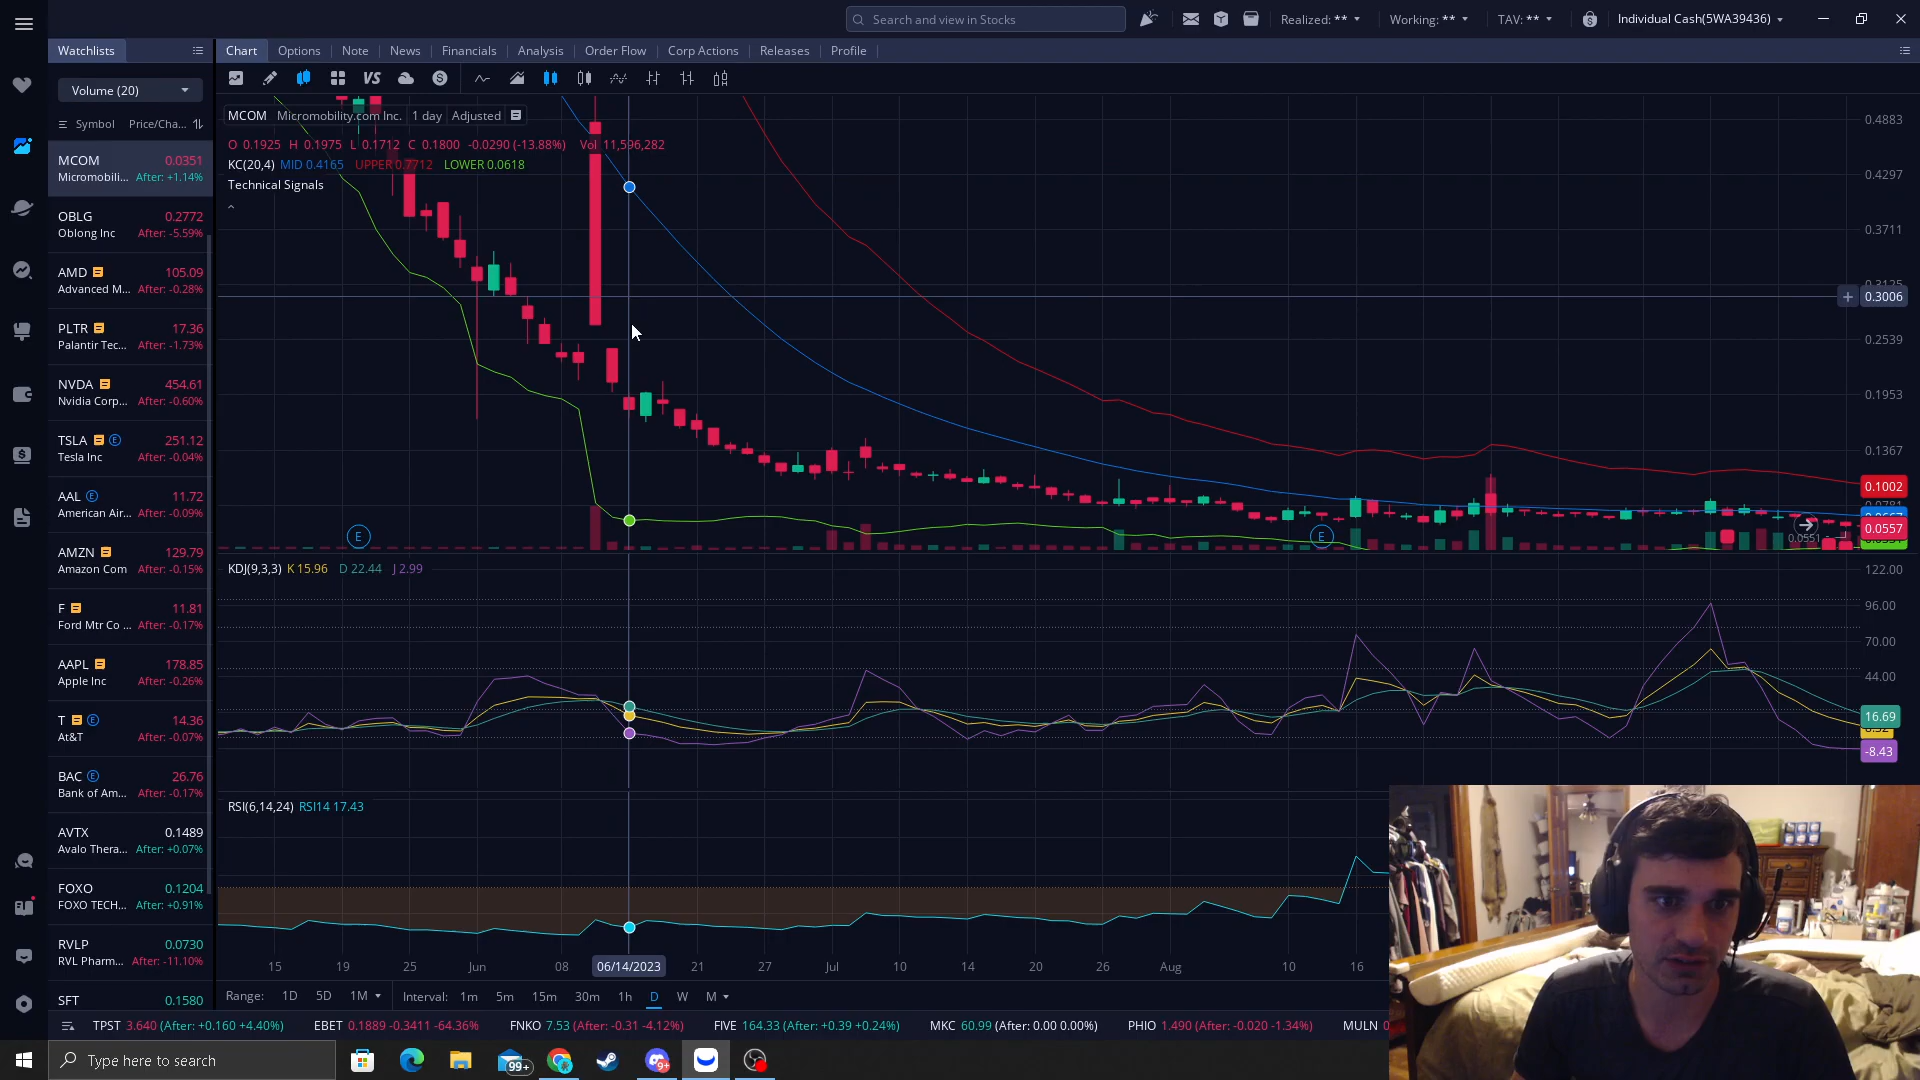 Search and view in Stocks
Realized: **
Working: **
TAV: **
Individual Cash(5WA39436)
Watchlists
Chart Options Note News Financials Analysis Order Flow Corp Actions Releases Profile
Volume (20)
VS
S
Symbol Price/Cha...
MCOM 0.0351
Micromobili... After: +1.14%
OBLG 0.2772
Oblong Inc After: -5.59%
AMD 105.09
Advanced M... After: -0.28%
PLTR 17.36
Palantir Tec... After: -1.73%
NVDA 454.61
Nvidia Corp... After: -0.60%
TSLA E 251.12
Tesla Inc After: -0.04%
AAL E 11.72
American Air... After: -0.09%
AMZN 129.79
Amazon Com After: -0.15%
F 11.81
Ford Mtr Co ... After: -0.17%
AAPL 178.85
Apple Inc After: -0.26%
T E 14.36
At&T After: -0.07%
BAC E 26.76
Bank of Am... After: -0.17%
AVTX 0.1489
Avalo Thera... After: +0.07%
FOXO 0.1204
FOXO TECH... After: +0.91%
RVLP 0.0730
RVL Pharm... After: -11.10%
SFT 0.1580
MCOM Micromobility.com Inc. 1 day Adjusted
O 0.1925 H 0.1975 L 0.1712 C 0.1800 -0.0290 (-13.88%) Vol 11,596,282
KC(20,4) MID 0.4165 UPPER 0.7712 LOWER 0.0618
Technical Signals
0.4883
0.4297
0.3711
0.3125
0.3006
0.2539
0.1953
0.1367
0.1002
0.0557
0.0551
E
E
KDJ(9,3,3) K 15.96 D 22.44 J 2.99
122.00
96.00
70.00
44.00
16.69
-8.43
RSI(6,14,24) RSI14 17.43
15 19 25 Jun 08 06/14/2023 21 27 Jul 10 14 20 26 Aug 10 16
Range: 1D 5D 1M Interval: 1m 5m 15m 30m 1h D W M
TPST 3.640 (After: +0.160 +4.40%) EBET 0.1889 -0.3411 -64.36% FNKO 7.53 (After: -0.31 -4.12%) FIVE 164.33 (After: +0.39 +0.24%) MKC 60.99 (After: 0.00 0.00%) PHIO 1.490 (After: -0.020 -1.34%) MULN
Type here to search
99+
9+